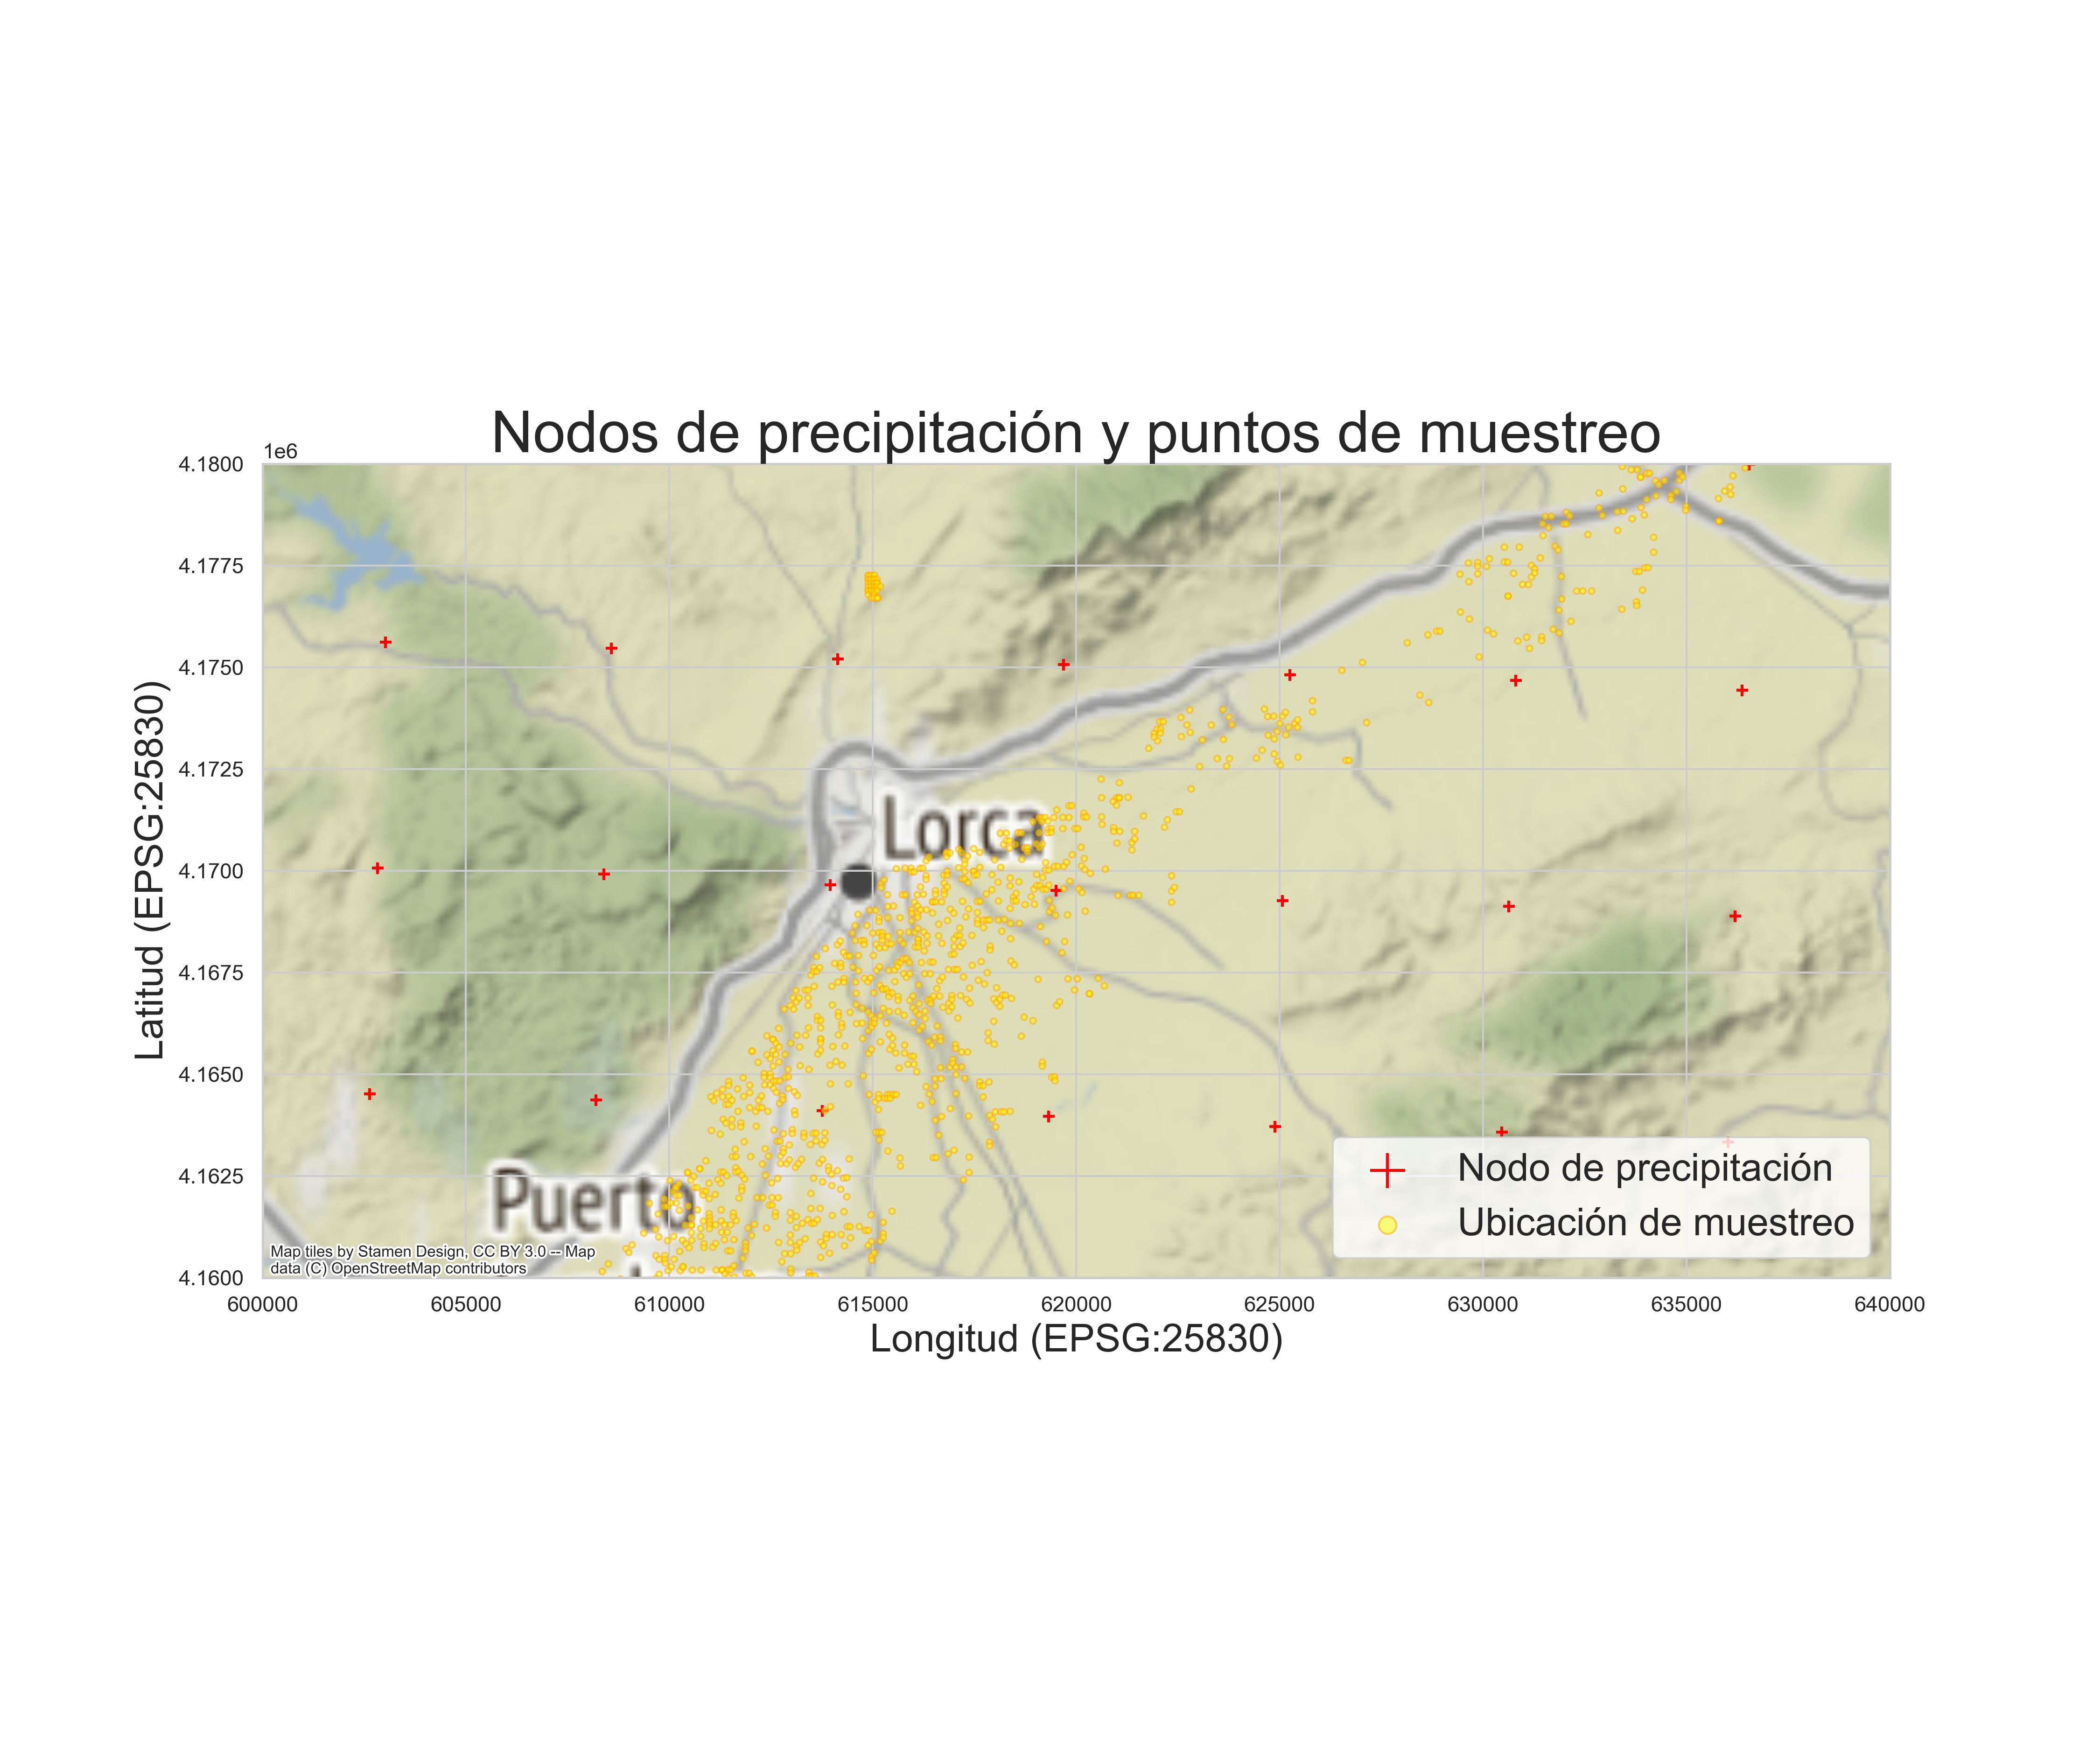 Nodos de precipitación y puntos de muestreo
1e6
4.1800
4.1775
4.1750
4.1725
4.1700
4.1675
4.1650
4.1625
4.1600
Latitud (EPSG:25830)
Lorca
Puerto
Nodo de precipitación
Ubicación de muestreo
Map tiles by Stamen Design, CC BY 3.0 -- Map
data (C) OpenStreetMap contributors
600000 605000 610000 615000 620000 625000 630000 635000 640000
Longitud (EPSG:25830)